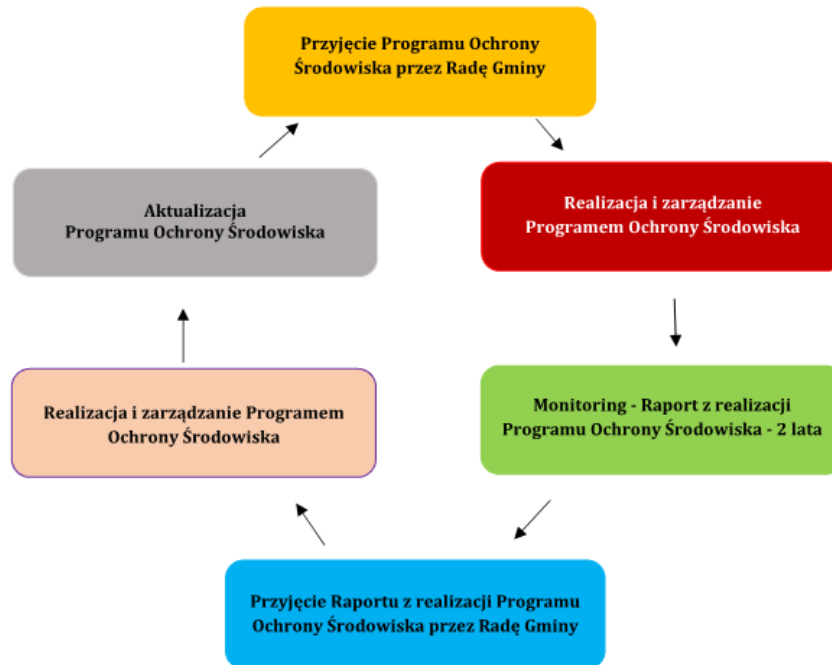 Przyjęcie Programu Ochrony
Środowiska przez Radę Gminy
Realizacja i zarządzanie
Programem Ochrony Środowiska
Monitoring - Raport z realizacji
Programu Ochrony Środowiska - 2 lata
Przyjęcie Raportu z realizacji Programu
Ochrony Środowiska przez Radę Gminy
Realizacja i zarządzanie Programem
Ochrony Środowiska
Aktualizacja
Programu Ochrony Środowiska